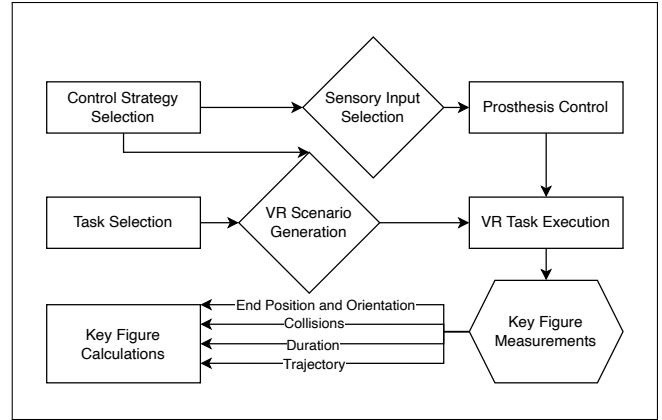 Control Strategy
Selection
Sensory Input
Selection
Prosthesis Control
Task Selection
VR Scenario
Generation
VR Task Execution
End Position and Orientation
Collisions
Duration
Trajectory
Key Figure
Calculations
Key Figure
Measurements